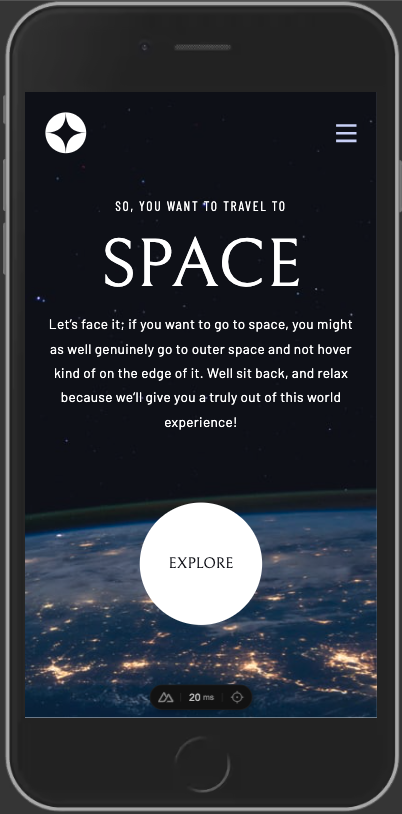 SO, YOU WANT TO TRAVEL TO
SPACE
Let's face it; if you want to go to space, you might
as well genuinely go to outer space and not hover
kind of on the edge of it. Well sit back, and relax
because we'll give you a truly out of this world
experience!
EXPLORE
20 ms